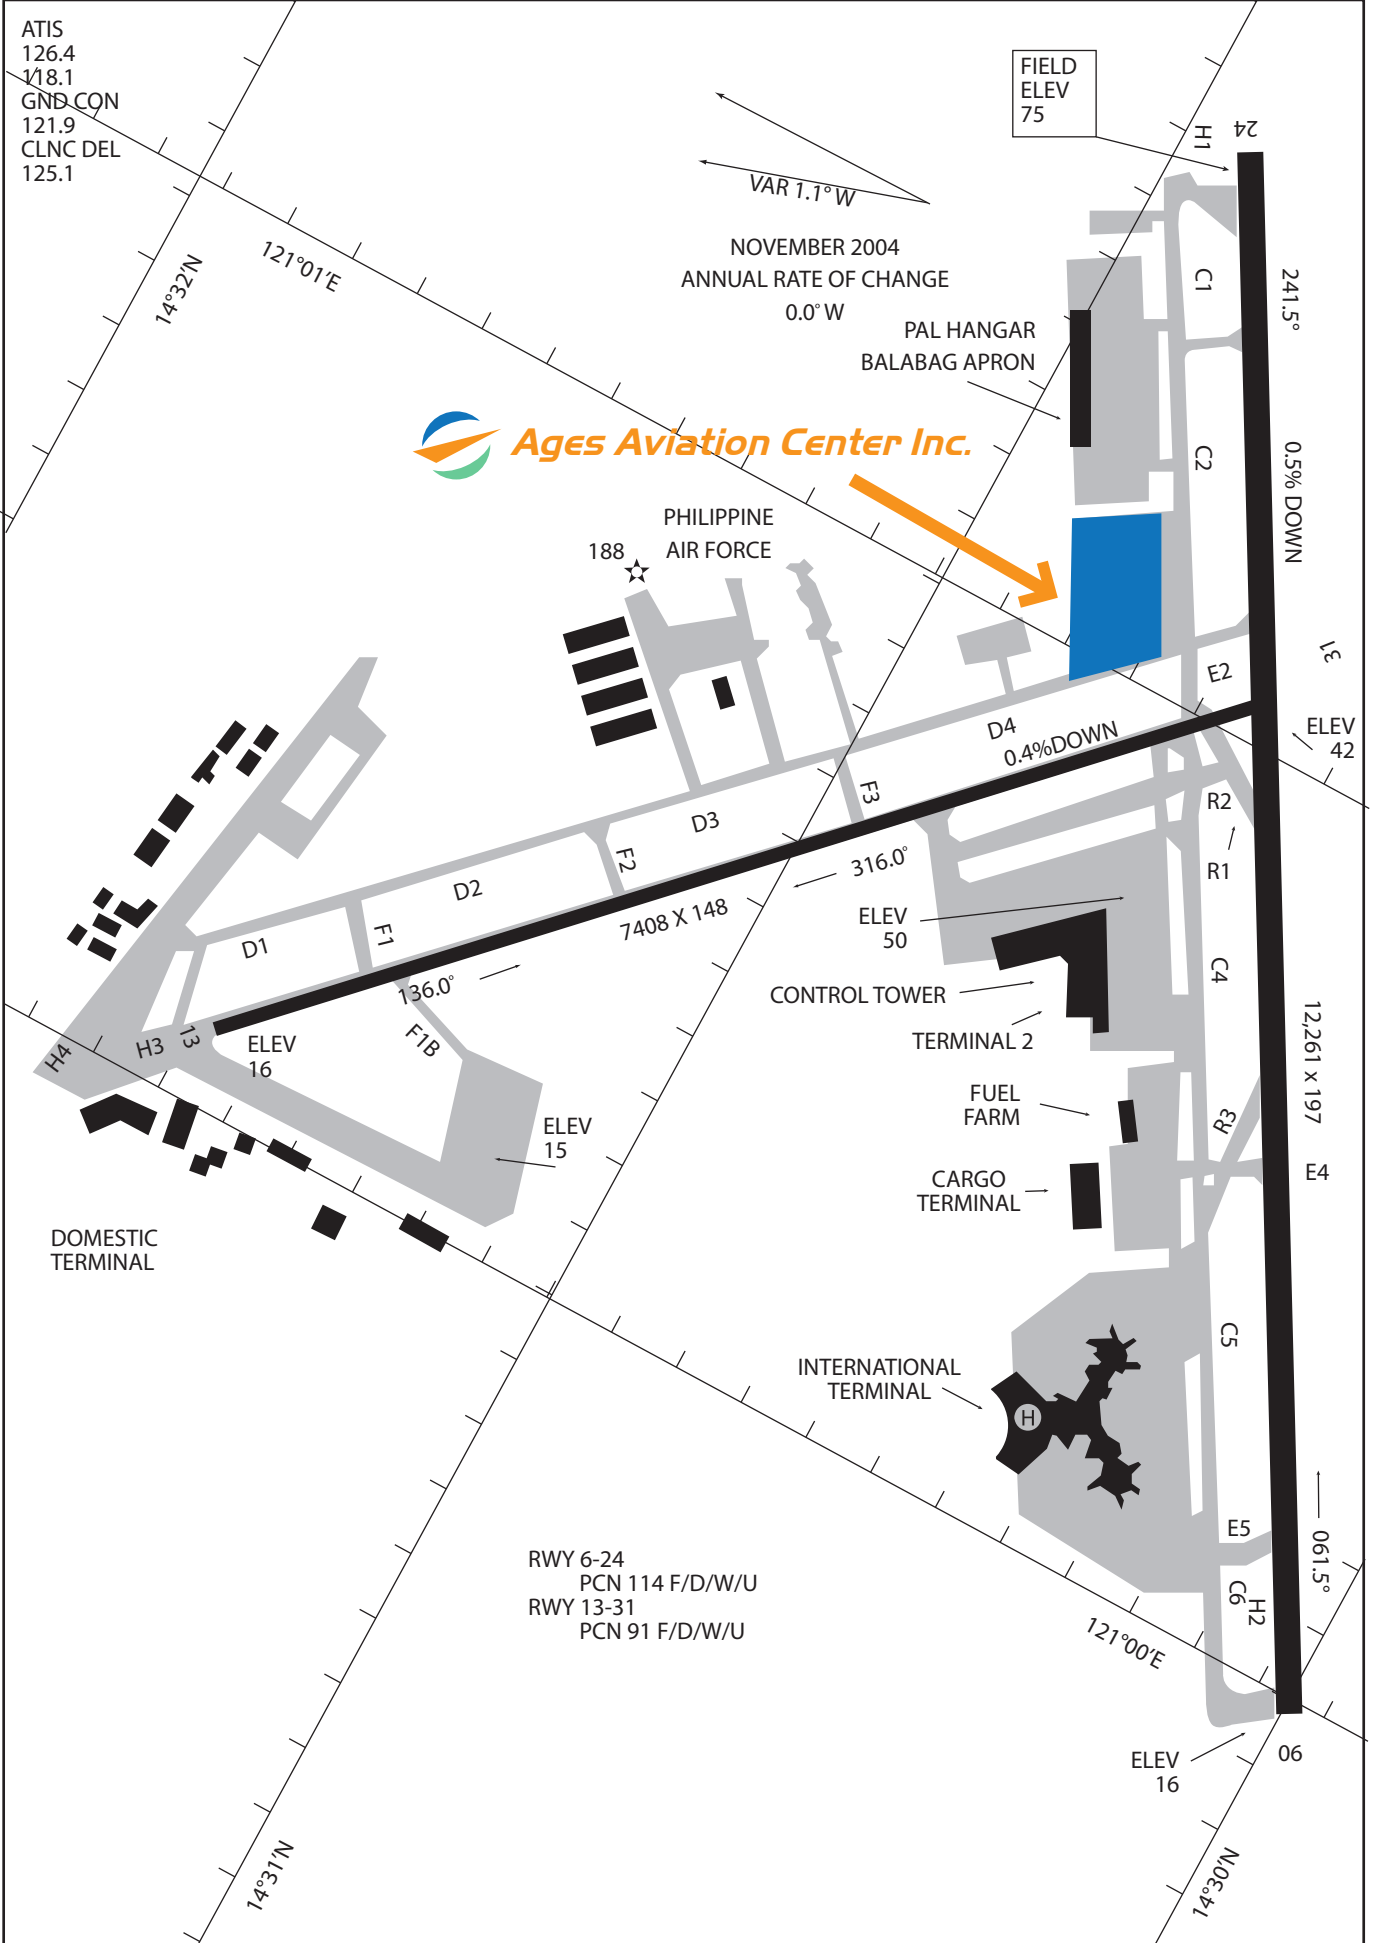 ATIS
126.4
118.1
GND CON
121.9
CLNC DEL
125.1
FIELD
ELEV
75
H1
24
VAR 1.1° W
NOVEMBER 2004
ANNUAL RATE OF CHANGE
0.0° W
121°01'E
14°32'N
C1
241.5°
PAL HANGAR
BALABAG APRON
Ages Aviation Center Inc.
C2
0.5% DOWN
PHILIPPINE
AIR FORCE
188
31
E2
ELEV
42
D4
0.4%DOWN
F3
R2
D3
F2
316.0°
R1
D2
7408 X 148
ELEV
50
F1
D1
C4
136.0°
CONTROL TOWER
TERMINAL 2
F1B
13
H3
H4
ELEV
16
12,261 x 197
FUEL
FARM
R3
ELEV
15
E4
CARGO
TERMINAL
DOMESTIC
TERMINAL
C5
INTERNATIONAL
TERMINAL
H
E5
061.5°
RWY 6-24
PCN 114 F/D/W/U
RWY 13-31
PCN 91 F/D/W/U
C6
H2
121°00'E
ELEV
16
06
14°31'N
14°30'N